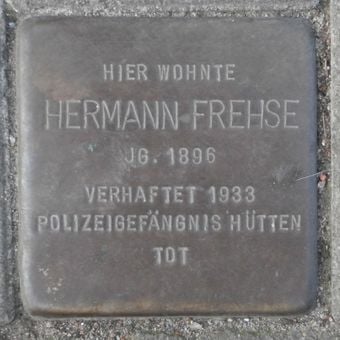 HIER WOHNTE
HERMANN FREHSE
JG. 1896
VERHAFTET 1933
POLIZEIGEFÄNGNIS HÜTTEN
TOT